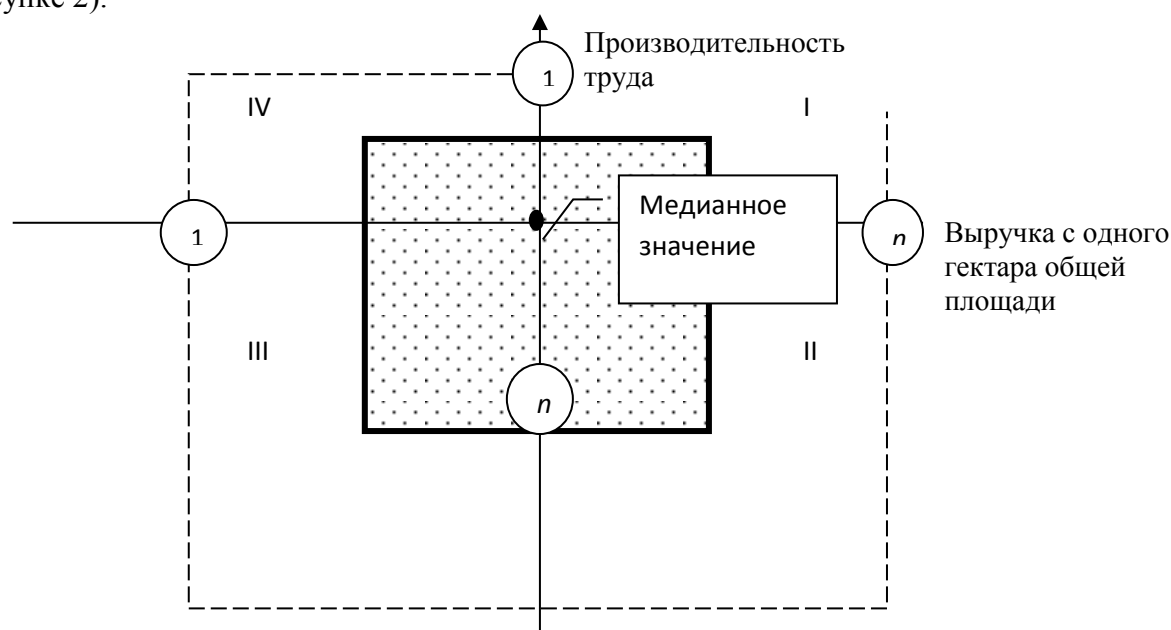 унке 2).
Производительность
труда
1
IV
I
Медианное
значение
1
n
Выручка с одного
гектара общей
площади
III
II
n